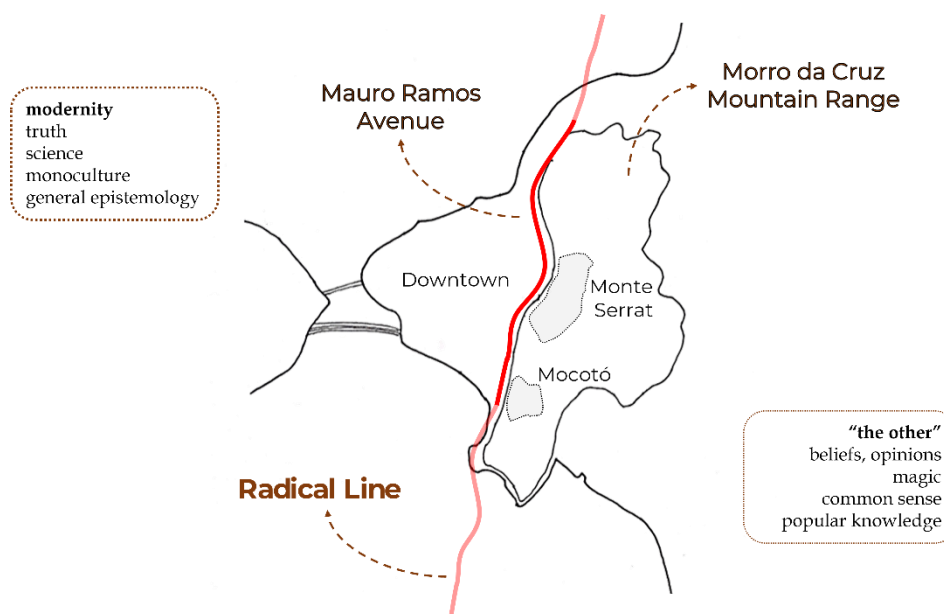 modernity
truth
science
monoculture
general epistemology
Mauro Ramos
Avenue
Morro da Cruz
Mountain Range
Downtown
Monte
Serrat
Mocotó
Radical Line
“the other”
beliefs, opinions
magic
common sense
popular knowledge